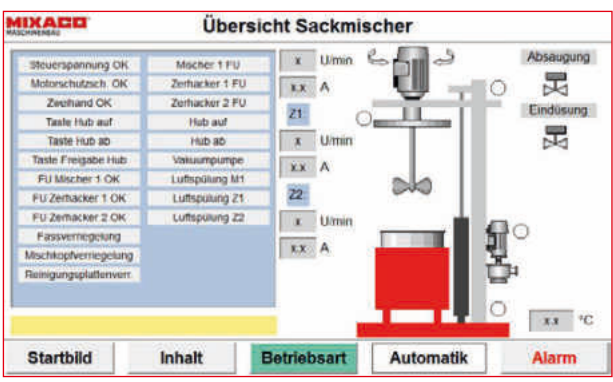 MIXACO
MASCHINENBAU
Übersicht Sackmischer
Steuerspannung OK
Motorschutzsch. OK
Zweihand OK
Taste Hub auf
Taste Hub ab
Taste Freigabe Hub
FU Mischer 1 OK
FU Zerhacker 1 OK
FU Zerhacker 2 OK
Fassverriegelung
Mischkopfverriegelung
Reinigungsplattenverr.
Mischer 1 FU
Zerhacker 1 FU
Zerhacker 2 FU
Hub auf
Hub ab
Vakuumpumpe
Luftspülung M1
Luftspülung Z1
Luftspülung Z2
x U/min
x.x A
Z1:
x U/min
x.x A
Z2:
x U/min
x.x A
Absaugung
Eindüsung
x.x °C
Startbild
Inhalt
Betriebsart
Automatik
Alarm